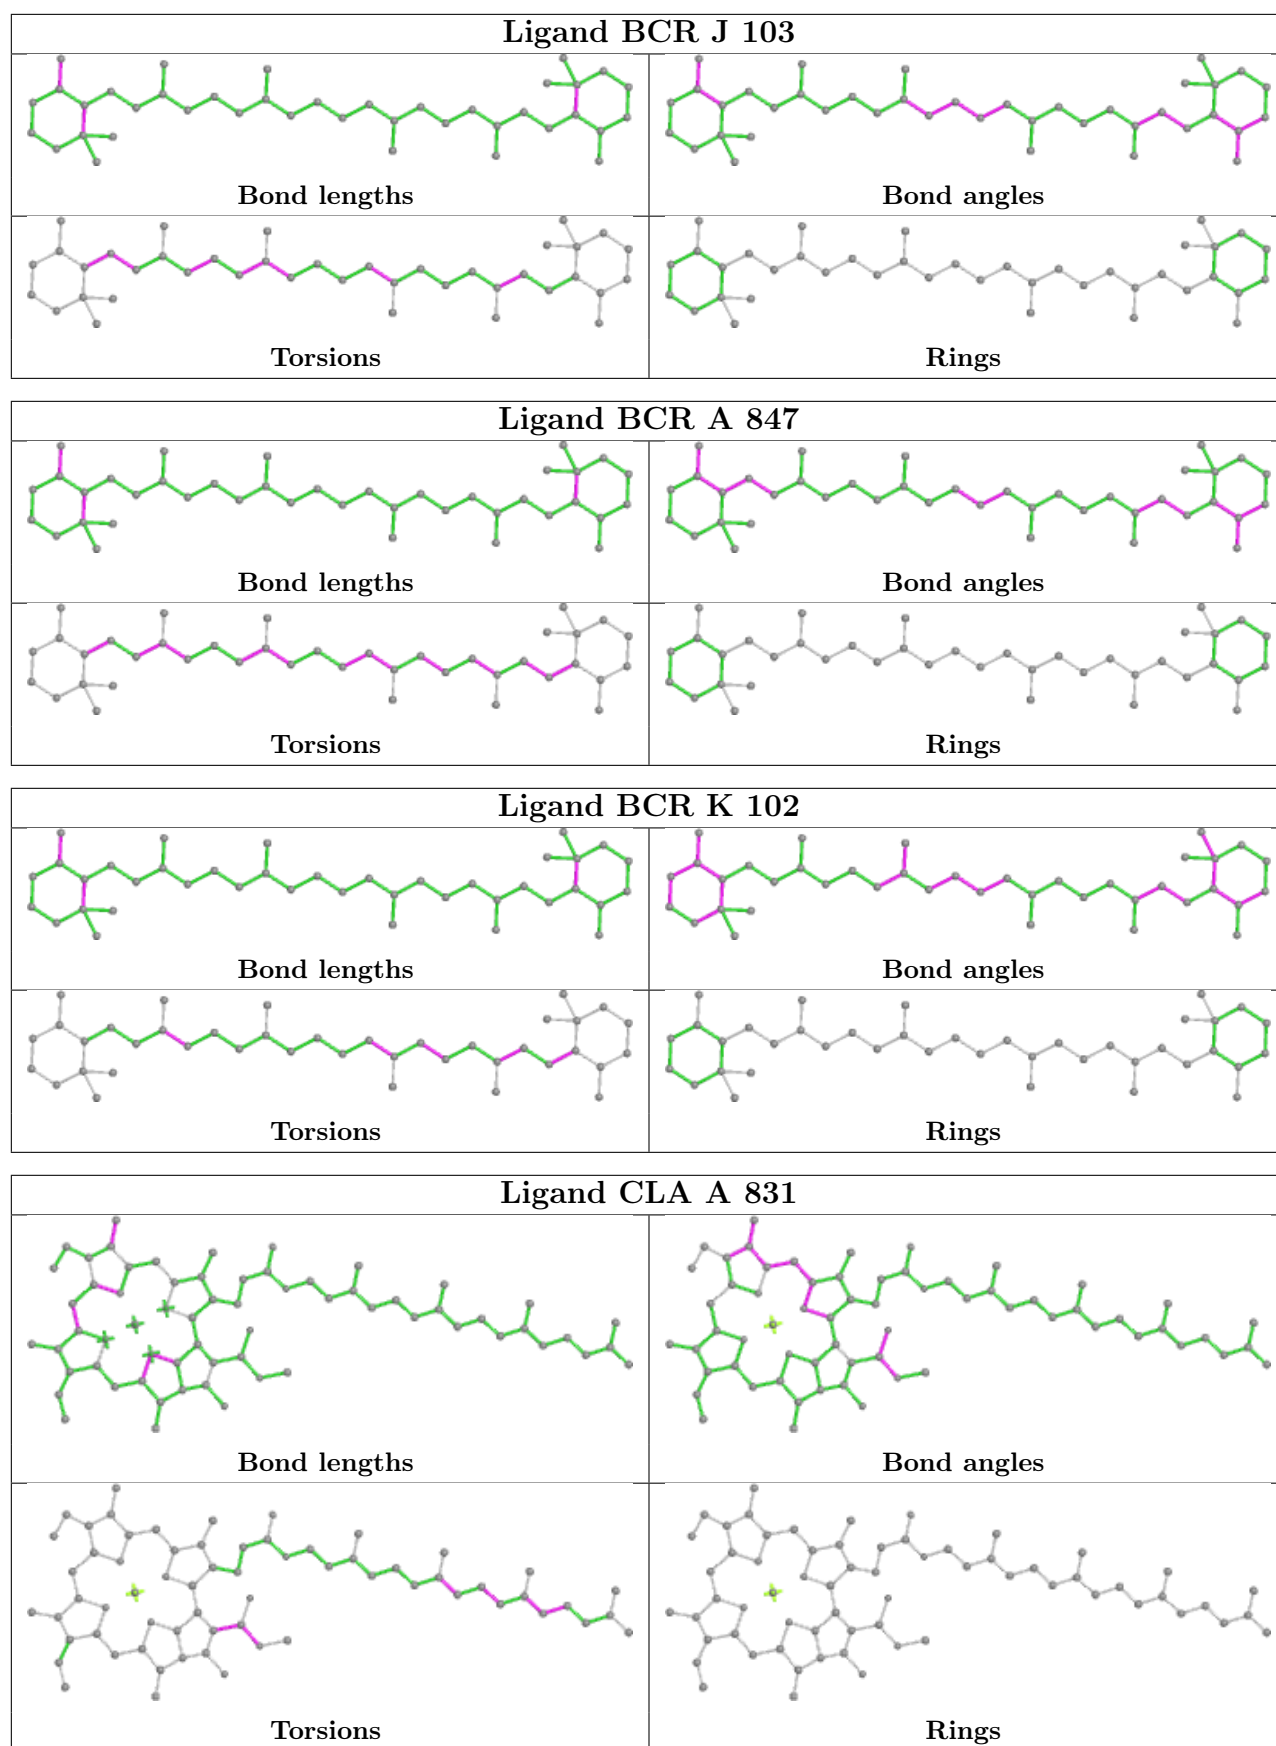 Ligand BCR J 103
Bond lengths
Bond angles
Torsions
Rings
Ligand BCR A 847
Bond lengths
Bond angles
Torsions
Rings
Ligand BCR K 102
Bond lengths
Bond angles
Torsions
Rings
Ligand CLA A 831
Bond lengths
Bond angles
Torsions
Rings